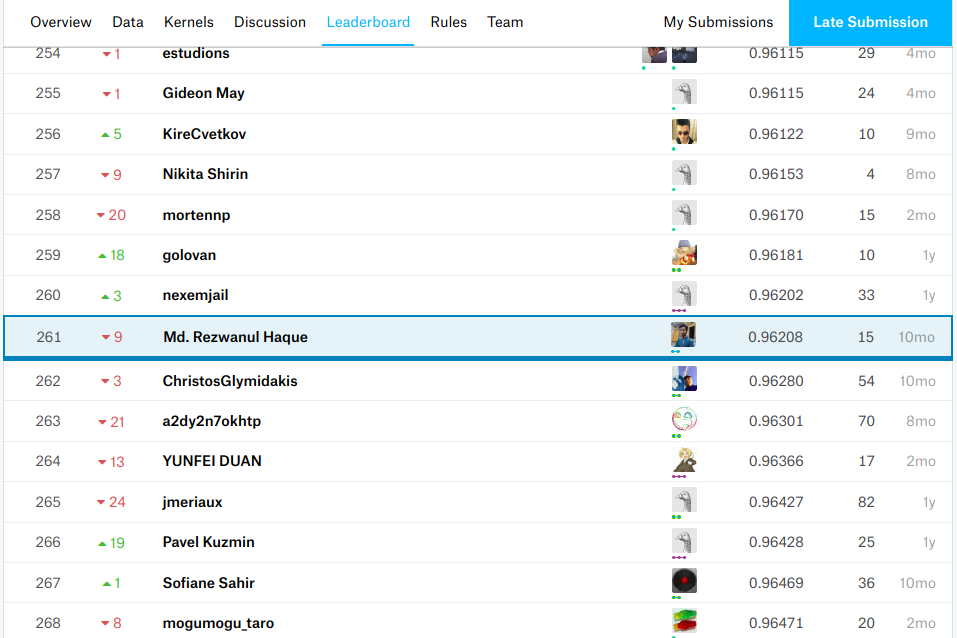 Overview Data Kernels Discussion Leaderboard Rules Team My Submissions Late Submission
254 1 estudions 0.96115 29 4mo
255 1 Gideon May 0.96115 24 4mo
256 5 KireCvetkov 0.96122 10 9mo
257 9 Nikita Shirin 0.96153 4 8mo
258 20 mortennp 0.96170 15 2mo
259 18 golovan 0.96181 10 1y
260 3 nexemjail 0.96202 33 1y
261 9 Md. Rezwanul Haque 0.96208 15 10mo
262 3 ChristosGlymidakis 0.96280 54 10mo
263 21 a2dy2n7okhtp 0.96301 70 8mo
264 13 YUNFEI DUAN 0.96366 17 2mo
265 24 jmeriaux 0.96427 82 1y
266 19 Pavel Kuzmin 0.96428 25 1y
267 1 Sofiane Sahir 0.96469 36 10mo
268 8 mogumogu_taro 0.96471 20 2mo